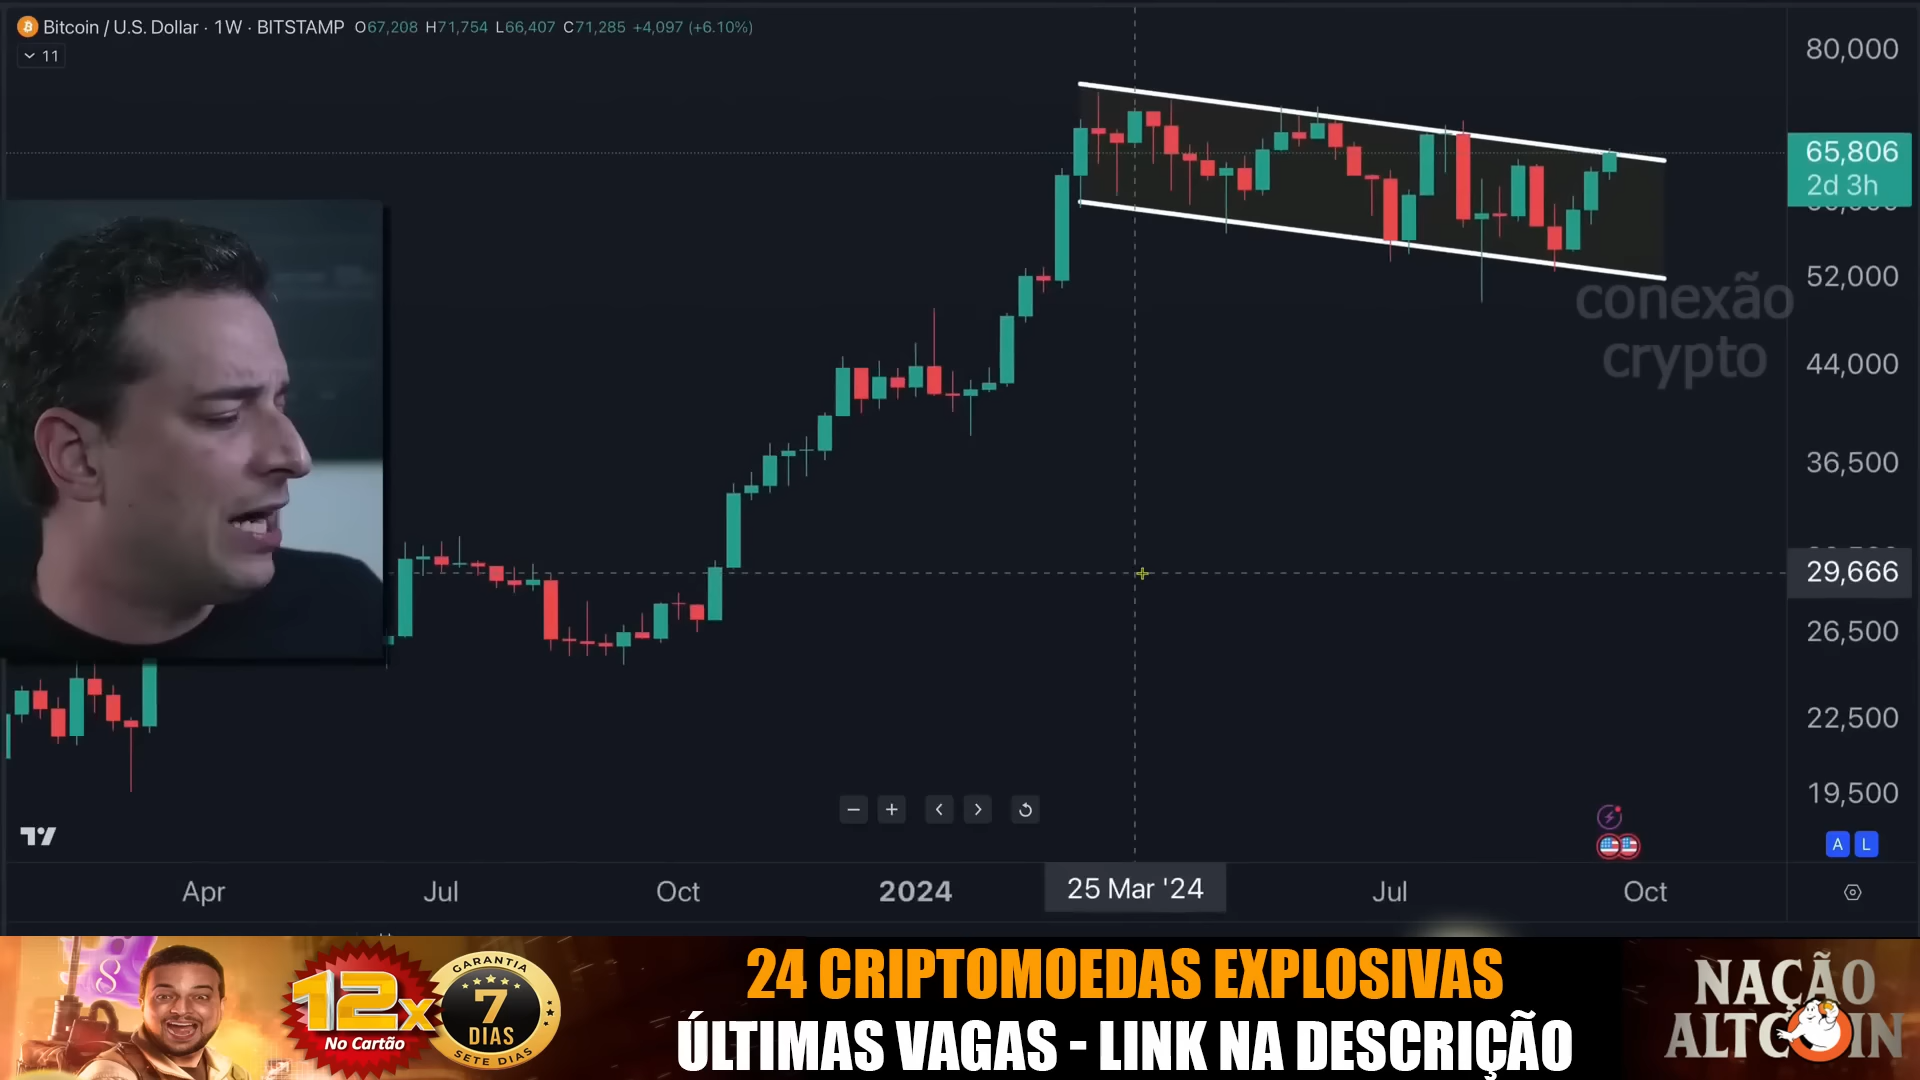 Bitcoin / U.S. Dollar · 1W · BITSTAMP O67,208 H71,754 L66,407 C71,285 +4,097 (+6.10%)
11
80,000
65,806
2d 3h
52,000
conexão
crypto
44,000
36,500
29,666
26,500
22,500
19,500
A L
Apr Jul Oct 2024 25 Mar '24 Jul Oct
12x
No Cartão
GARANTIA
7
DIAS
SETE DIAS
24 CRIPTOMOEDAS EXPLOSIVAS
ÚLTIMAS VAGAS - LINK NA DESCRIÇÃO
NAÇÃO
ALTCOIN